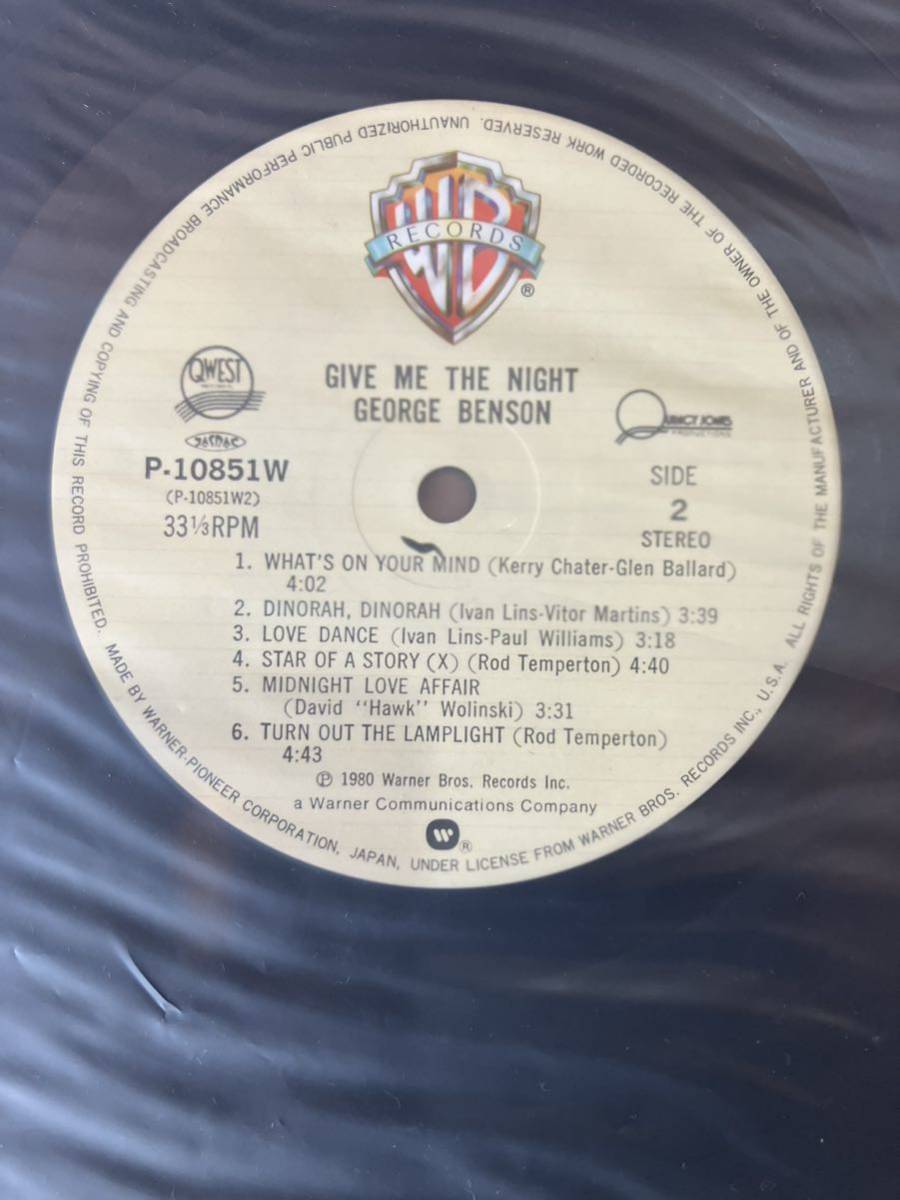 WB
RECORDS
®
QWEST
RECORDS
GIVE ME THE NIGHT
GEORGE BENSON
QUINCY JONES
PRODUCTIONS
JASRAC
P-10851W
(P-10851W2)
33⅓RPM
SIDE
2
STEREO
1. WHAT'S ON YOUR MIND (Kerry Chater-Glen Ballard)
4:02
2. DINORAH, DINORAH (Ivan Lins-Vitor Martins) 3:39
3. LOVE DANCE (Ivan Lins-Paul Williams) 3:18
4. STAR OF A STORY (X) (Rod Temperton) 4:40
5. MIDNIGHT LOVE AFFAIR
(David "Hawk" Wolinski) 3:31
6. TURN OUT THE LAMPLIGHT (Rod Temperton)
4:43
℗ 1980 Warner Bros. Records Inc.
a Warner Communications Company
®
MADE BY WARNER-PIONEER CORPORATION, JAPAN, UNDER LICENSE FROM WARNER BROS. RECORDS INC., U.S.A. ALL RIGHTS OF THE MANUFACTURER AND OF THE OWNER OF THE RECORDED WORK RESERVED. UNAUTHORIZED PUBLIC PERFORMANCE BROADCASTING AND COPYING OF THIS RECORD PROHIBITED.